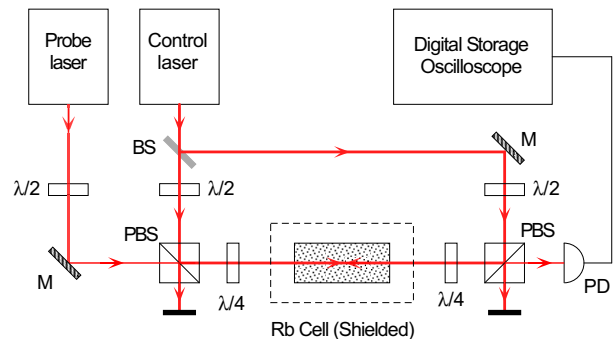 Probe
laser
Control
laser
Digital Storage
Oscilloscope
BS
M
λ/2
λ/2
λ/2
PBS
PBS
M
λ/4
λ/4
PD
Rb Cell (Shielded)